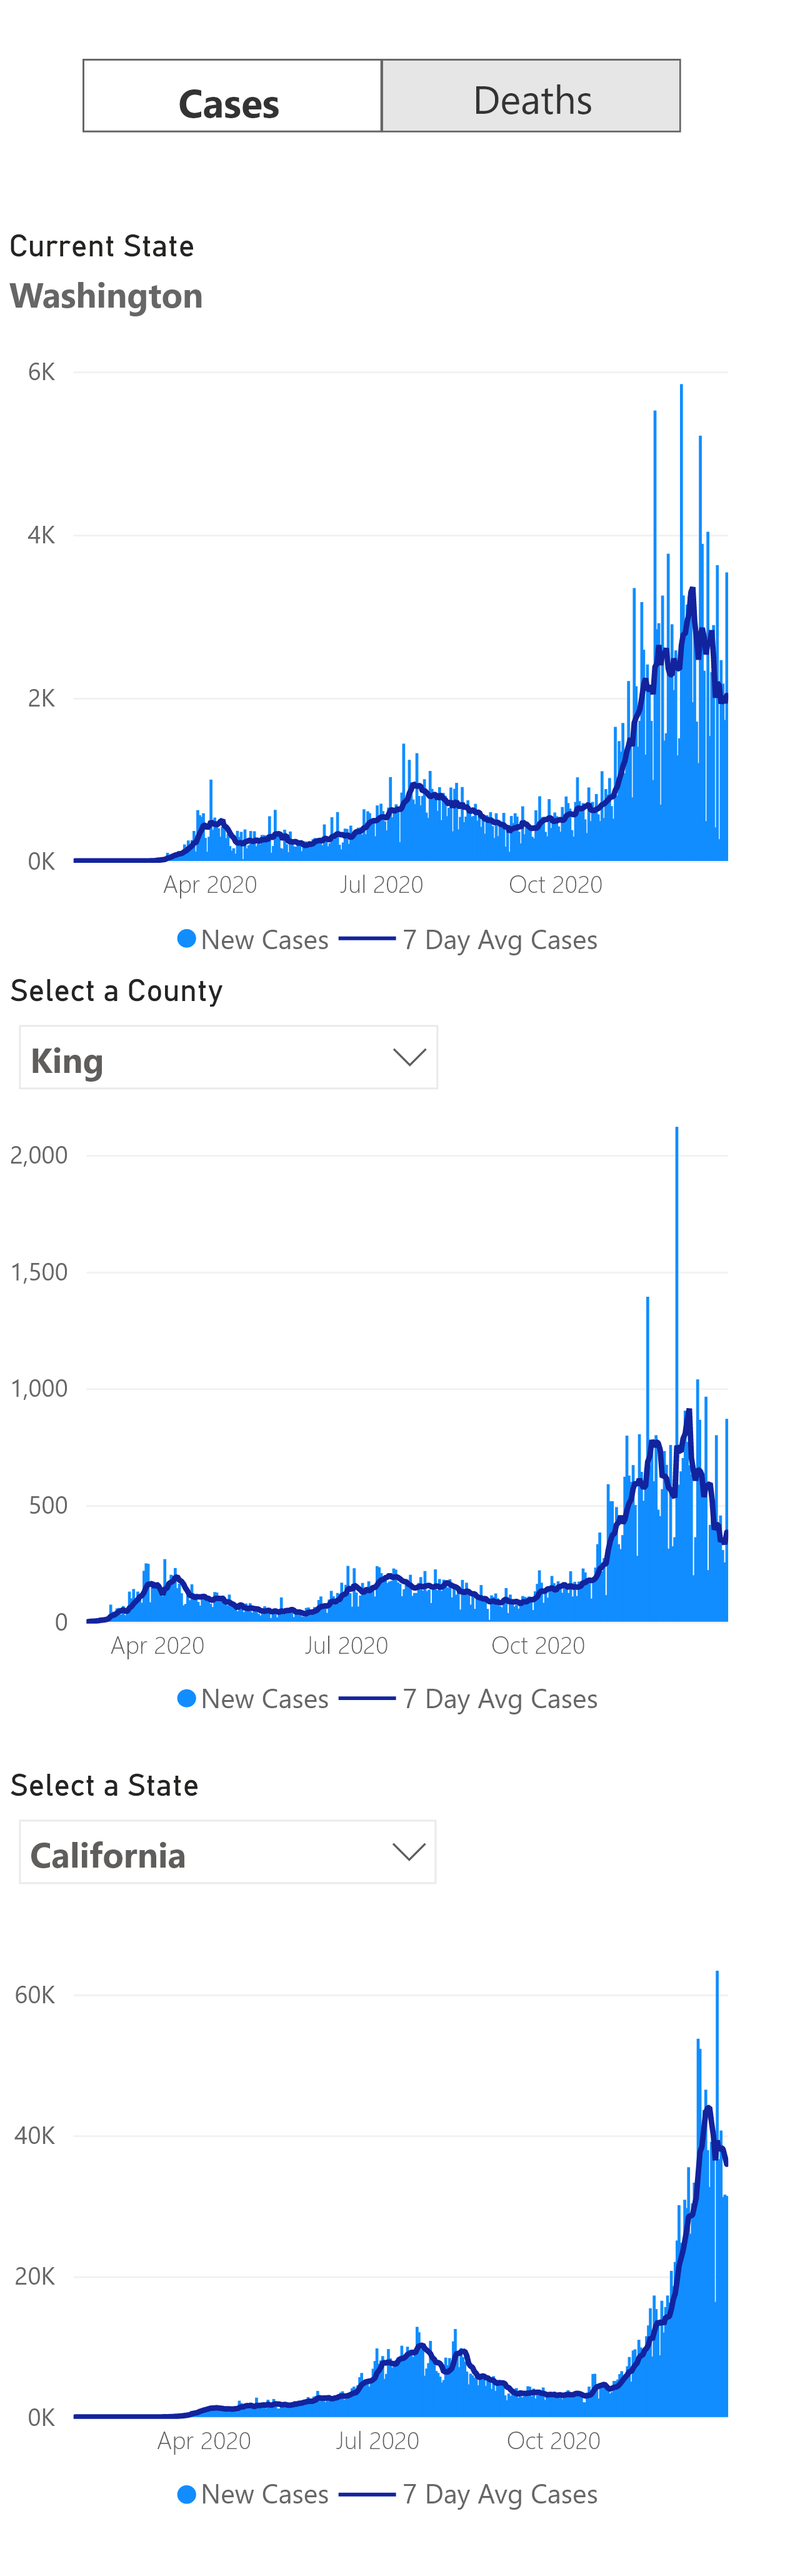 Cases Deaths
Current State
Washington
6K
4K
2K
0K
Apr 2020 Jul 2020 Oct 2020
New Cases 7 Day Avg Cases
Select a County
King
2,000
1,500
1,000
500
0
Apr 2020 Jul 2020 Oct 2020
New Cases 7 Day Avg Cases
Select a State
California
60K
40K
20K
0K
Apr 2020 Jul 2020 Oct 2020
New Cases 7 Day Avg Cases